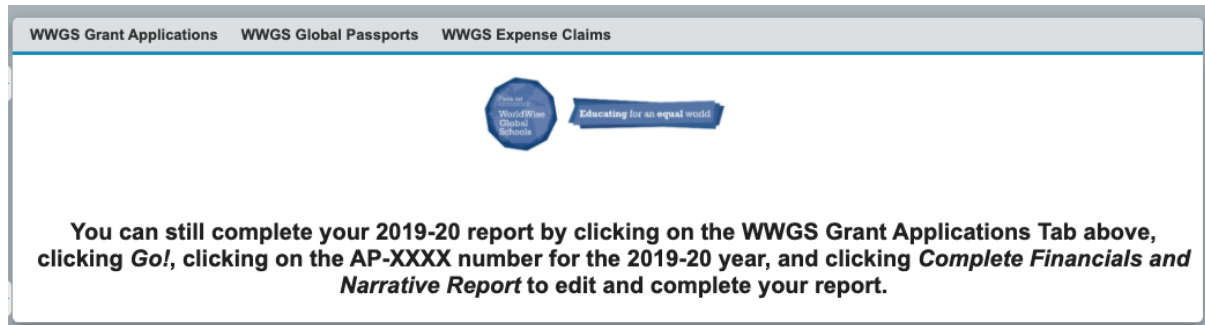 WWGS Grant Applications WWGS Global Passports WWGS Expense Claims
WorldWise
Global
Schools
Educating for an equal world
You can still complete your 2019-20 report by clicking on the WWGS Grant Applications Tab above,
clicking Go!, clicking on the AP-XXXX number for the 2019-20 year, and clicking Complete Financials and
Narrative Report to edit and complete your report.